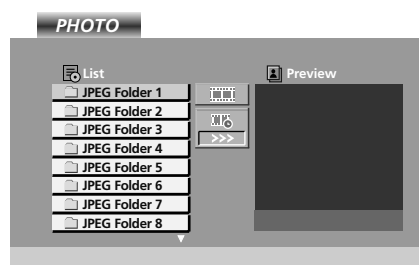 PHOTO
List
Preview
JPEG Folder 1
JPEG Folder 2
JPEG Folder 3
>>>
JPEG Folder 4
JPEG Folder 5
JPEG Folder 6
JPEG Folder 7
JPEG Folder 8